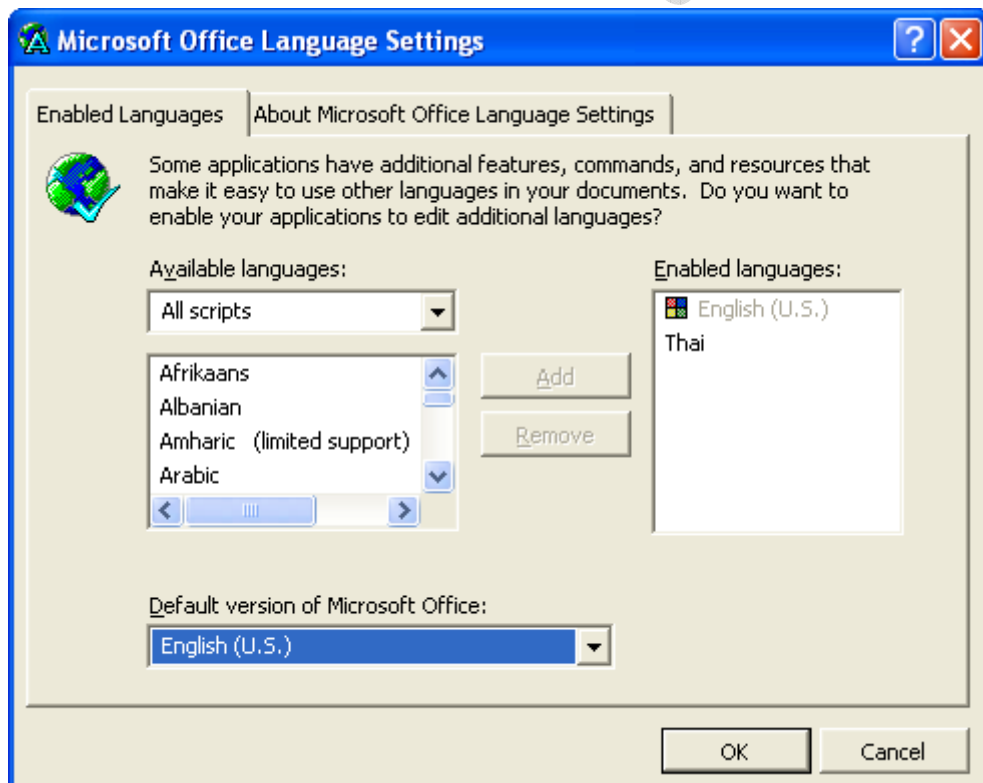 Microsoft Office Language Settings
Enabled Languages
About Microsoft Office Language Settings
Some applications have additional features, commands, and resources that
make it easy to use other languages in your documents.  Do you want to
enable your applications to edit additional languages?
Available languages:
All scripts
Afrikaans
Albanian
Amharic   (limited support)
Arabic
Add
Remove
Enabled languages:
English (U.S.)
Thai
Default version of Microsoft Office:
English (U.S.)
OK
Cancel